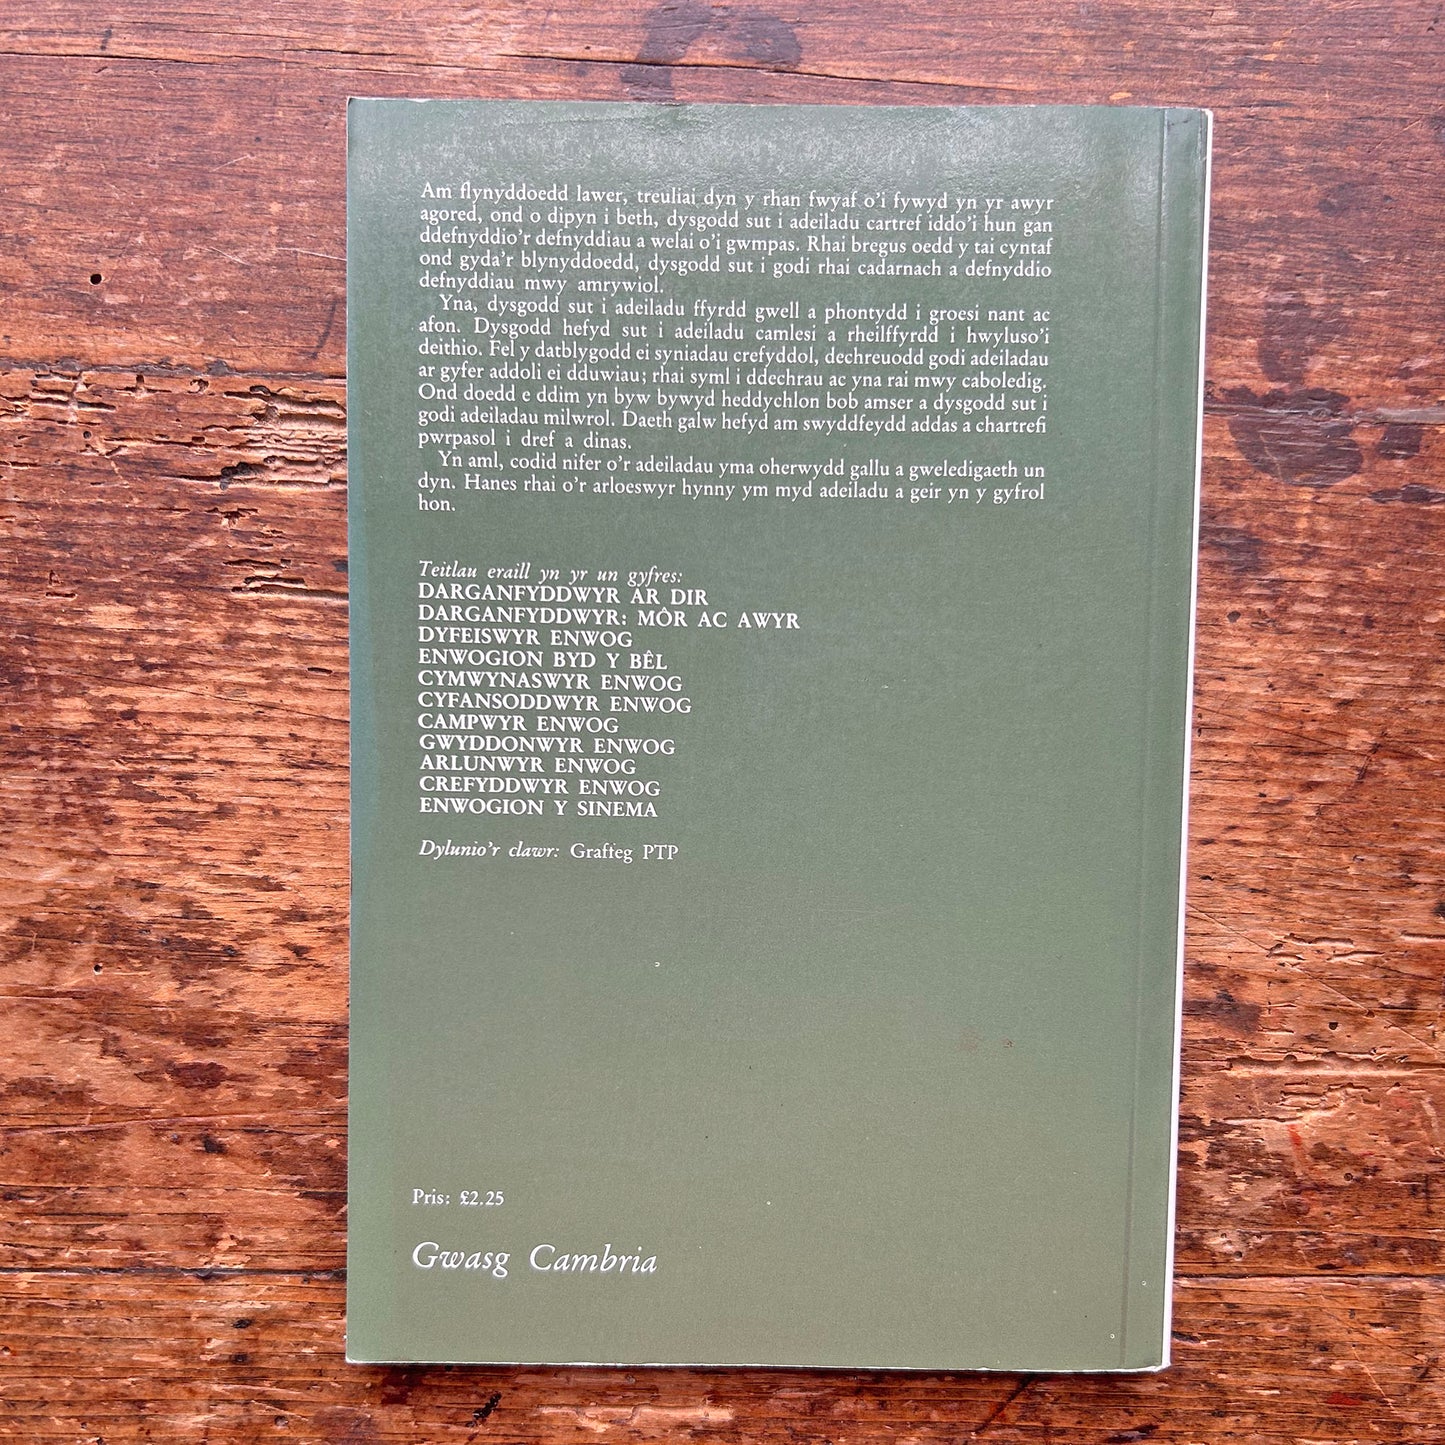 Am flynyddoedd lawer, treuliai dyn y rhan fwyaf o'i fywyd yn yr awyr
agored, ond o dipyn i beth, dysgodd sut i adeiladu cartref iddo'i hun gan
ddefnyddio'r defnyddiau a welai o'i gwmpas. Rhai bregus oedd y tai cyntaf
ond gyda'r blynyddoedd, dysgodd sut i godi rhai cadarnach a defnyddio
defnyddiau mwy amrywiol.
Yna, dysgodd sut i adeiladu ffyrdd gwell a phontydd i groesi nant ac
afon. Dysgodd hefyd sut i adeiladu camlesi a rheilffyrdd i hwyluso'i
deithio. Fel y datblygodd ei syniadau crefyddol, dechreuodd godi adeiladau
ar gyfer addoli ei dduwiau; rhai syml i ddechrau ac yna rai mwy caboledig.
Ond doedd e ddim yn byw bywyd heddychlon bob amser a dysgodd sut i
godi adeiladau milwrol. Daeth galw hefyd am swyddfeydd addas a chartrefi
pwrpasol i dref a dinas.
Yn aml, codid nifer o'r adeiladau yma oherwydd gallu a gweledigaeth un
dyn. Hanes rhai o'r arloeswyr hynny ym myd adeiladu a geir yn y gyfrol
hon.
Teitlau eraill yn yr un gyfres:
DARGANFYDDWYR AR DIR
DARGANFYDDWYR: MÔR AC AWYR
DYFEISWYR ENWOG
ENWOGION BYD Y BÊL
CYMWYNASWYR ENWOG
CYFANSODDWYR ENWOG
CAMPWYR ENWOG
GWYDDONWYR ENWOG
ARLUNWYR ENWOG
CREFYDDWYR ENWOG
ENWOGION Y SINEMA
Dylunio'r clawr: Graffeg PTP
Pris: £2.25
Gwasg Cambria